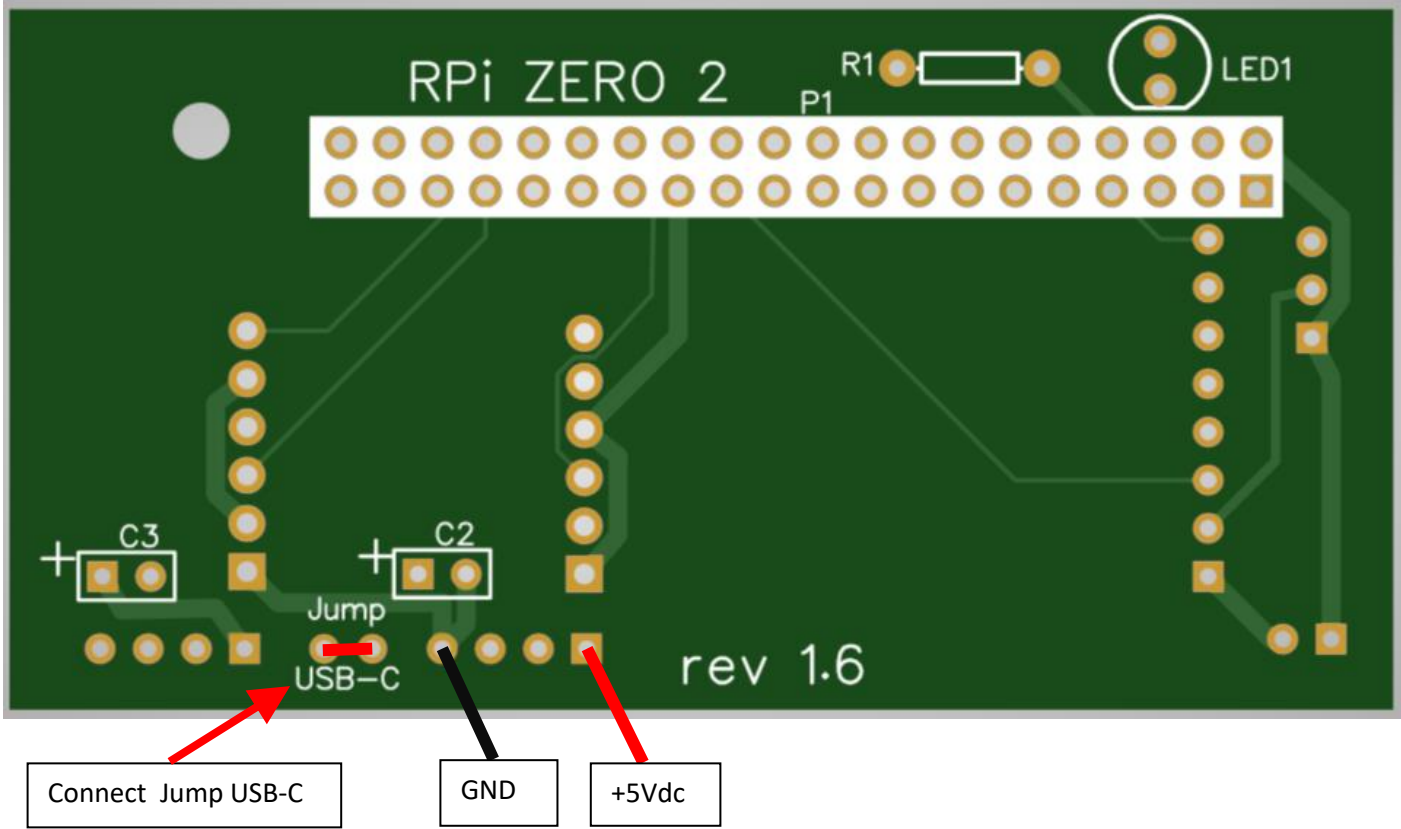 RPi ZERO 2
R1
LED1
P1
C3
C2
+
+
Jump
USB-C
rev 1.6
Connect Jump USB-C
GND
+5Vdc